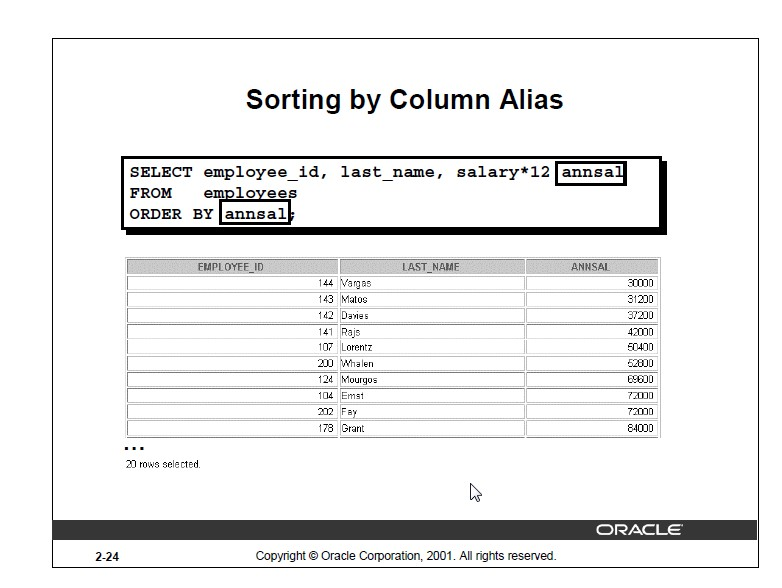 Sorting by Column Alias
SELECT employee_id, last_name, salary*12 annsal
FROM employees
ORDER BY annsal;
EMPLOYEE_ID LAST_NAME ANNSAL
144 Vargas 30000
143 Matos 31200
142 Davies 37200
141 Rajs 42000
107 Lorentz 50400
200 Whalen 52800
124 Mourgos 69600
104 Ernst 72000
202 Fay 72000
178 Grant 84000
...
20 rows selected.
ORACLE
2-24 Copyright © Oracle Corporation, 2001. All rights reserved.